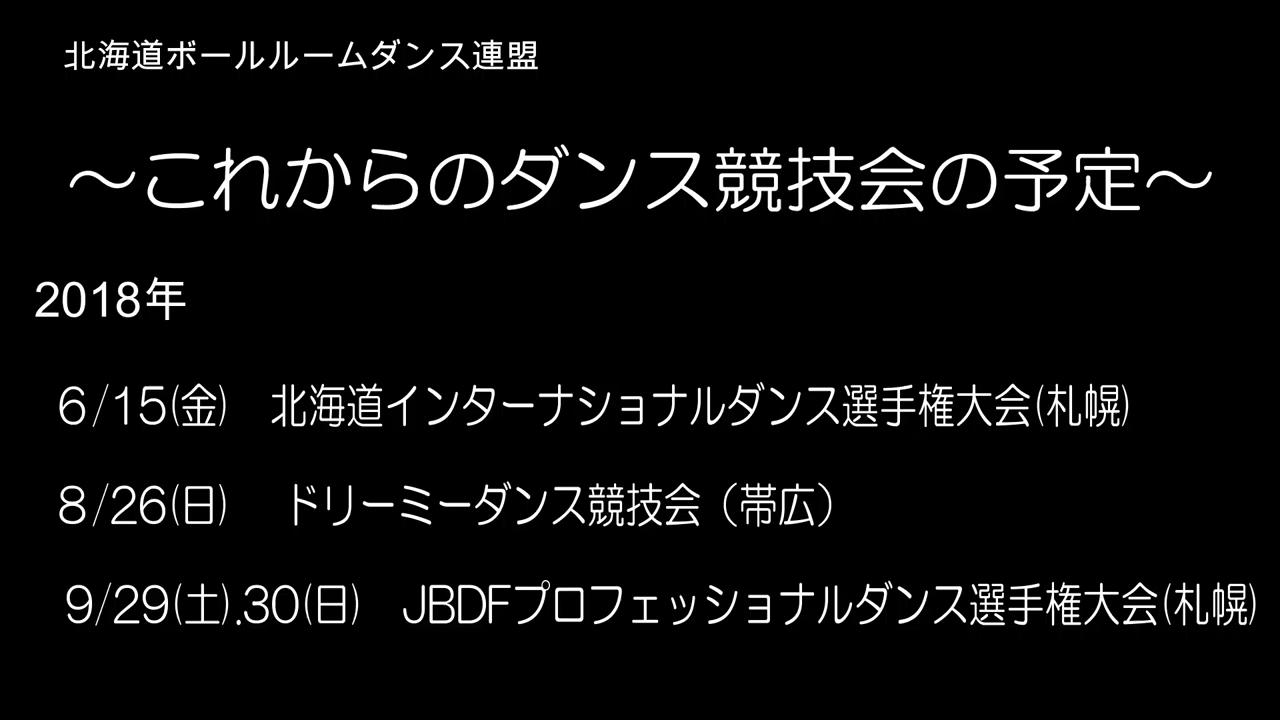 北海道ボールルームダンス連盟
～これからのダンス競技会の予定～
2018年
6/15(金)　北海道インターナショナルダンス選手権大会(札幌)
8/26(日)　ドリーミーダンス競技会（帯広）
9/29(土).30(日)　JBDFプロフェッショナルダンス選手権大会(札幌)